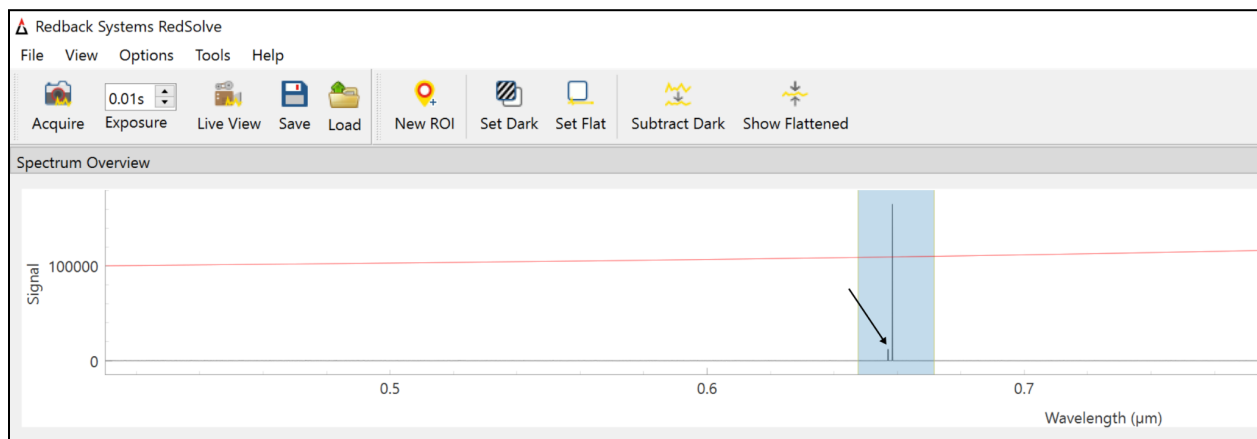 Redback Systems RedSolve
File View Options Tools Help
0.01s
Acquire Exposure Live View Save Load New ROI Set Dark Set Flat Subtract Dark Show Flattened
Spectrum Overview
Signal
100000
0
0.5 0.6 0.7
Wavelength (µm)